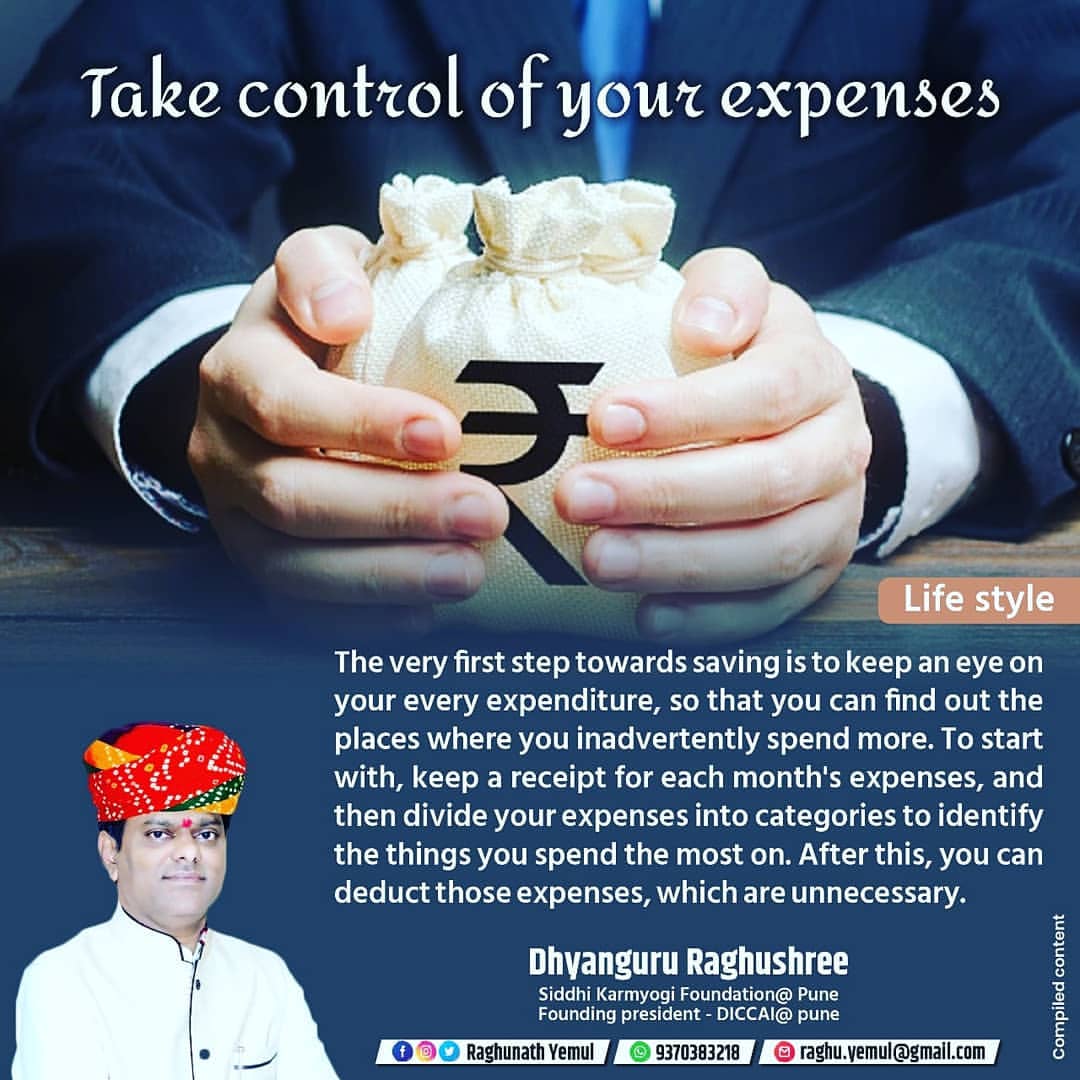 Take control of your expenses
₹
Life style
The very first step towards saving is to keep an eye on
your every expenditure, so that you can find out the
places where you inadvertently spend more. To start
with, keep a receipt for each month's expenses, and
then divide your expenses into categories to identify
the things you spend the most on. After this, you can
deduct those expenses, which are unnecessary.
Dhyanguru Raghushree
Siddhi Karmyogi Foundation@ Pune
Founding president - DICCAI@ pune
Raghunath Yemul 9370383218 raghu.yemul@gmail.com
Compiled content